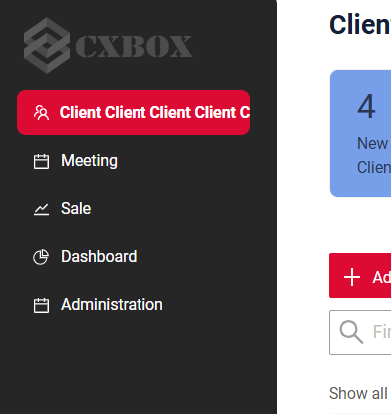 CXBOX
Client Client Client Client C
Meeting
Sale
Dashboard
Administration
Clien
4
New
Clien
Ad
Fi
Show all